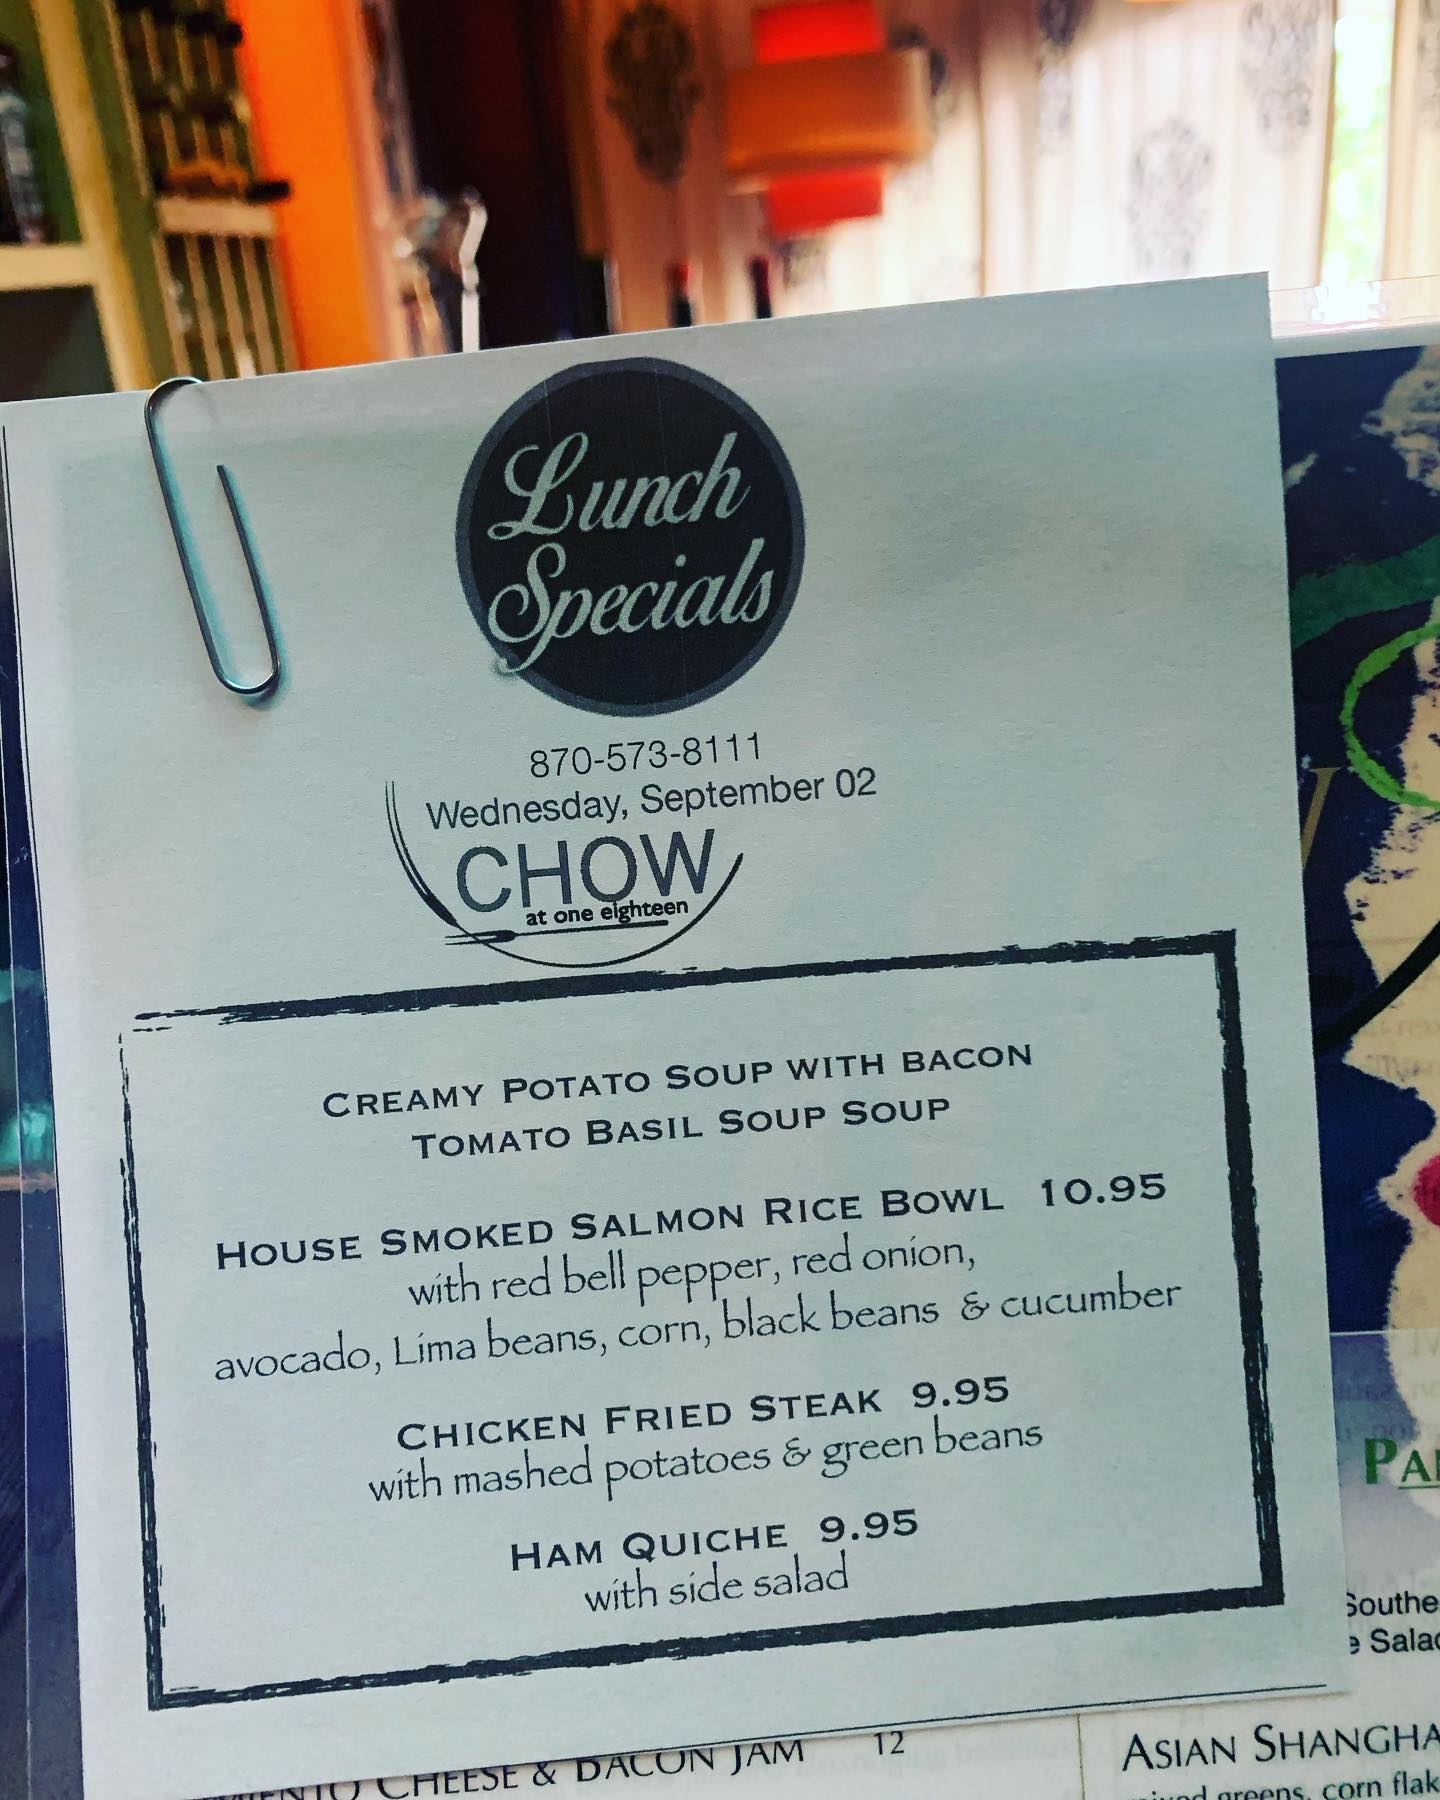 Lunch
Specials
870-573-8111
Wednesday, September 02
CHOW
at one eighteen
CREAMY POTATO SOUP WITH BACON
TOMATO BASIL SOUP SOUP
HOUSE SMOKED SALMON RICE BOWL 10.95
with red bell pepper, red onion,
avocado, Lima beans, corn, black beans & cucumber
CHICKEN FRIED STEAK 9.95
with mashed potatoes & green beans
HAM QUICHE 9.95
with side salad
CHEESE & BACON JAM 12
ASIAN
greens, corn